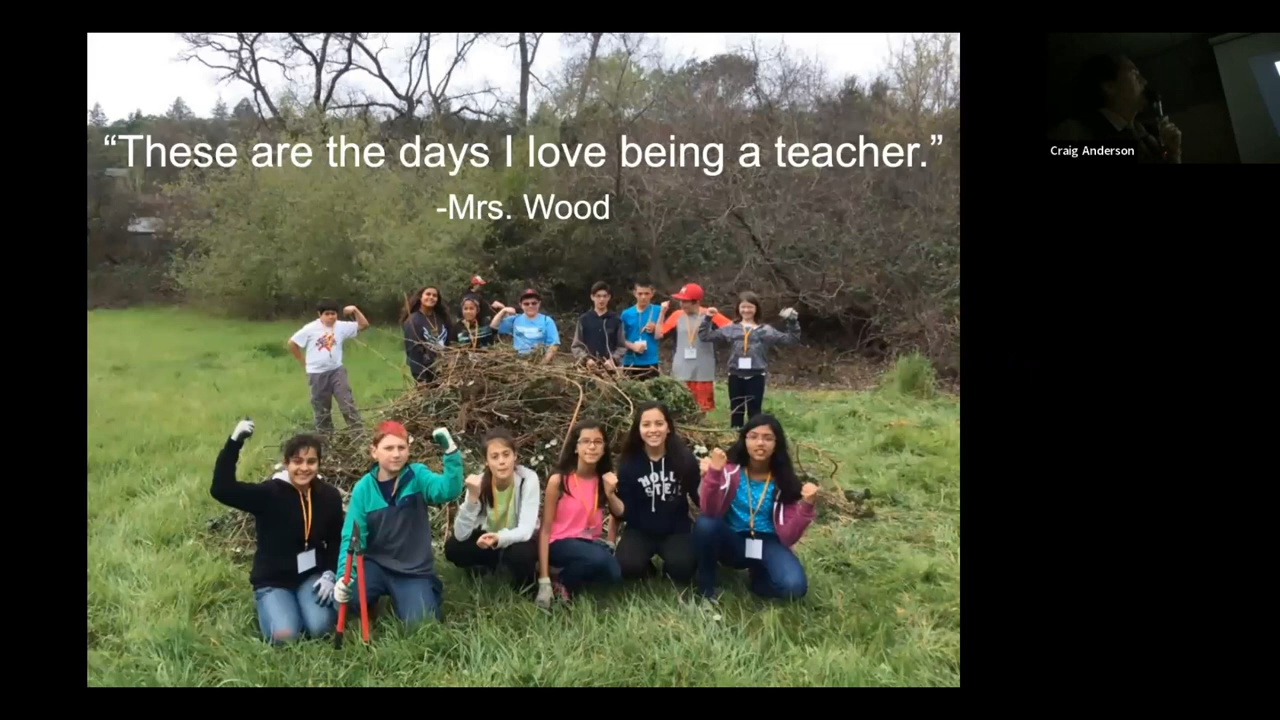 “These are the days I love being a teacher.”
-Mrs. Wood
Craig Anderson
HOLL
STER